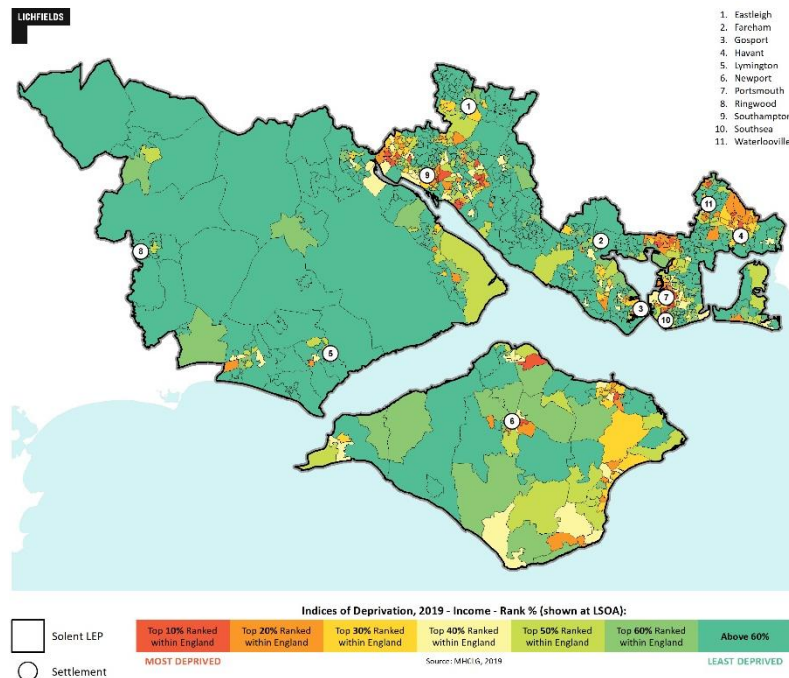 LICHFIELDS
1. Eastleigh
2. Fareham
3. Gosport
4. Havant
5. Lymington
6. Newport
7. Portsmouth
8. Ringwood
9. Southampton
10. Southsea
11. Waterlooville
1
9
11
4
2
8
7
3
10
5
6
Indices of Deprivation, 2019 - Income - Rank % (shown at LSOA):
Solent LEP
Top 10% Ranked within England
Top 20% Ranked within England
Top 30% Ranked within England
Top 40% Ranked within England
Top 50% Ranked within England
Top 60% Ranked within England
Above 60%
MOST DEPRIVED
Source: MHCLG, 2019
LEAST DEPRIVED
Settlement